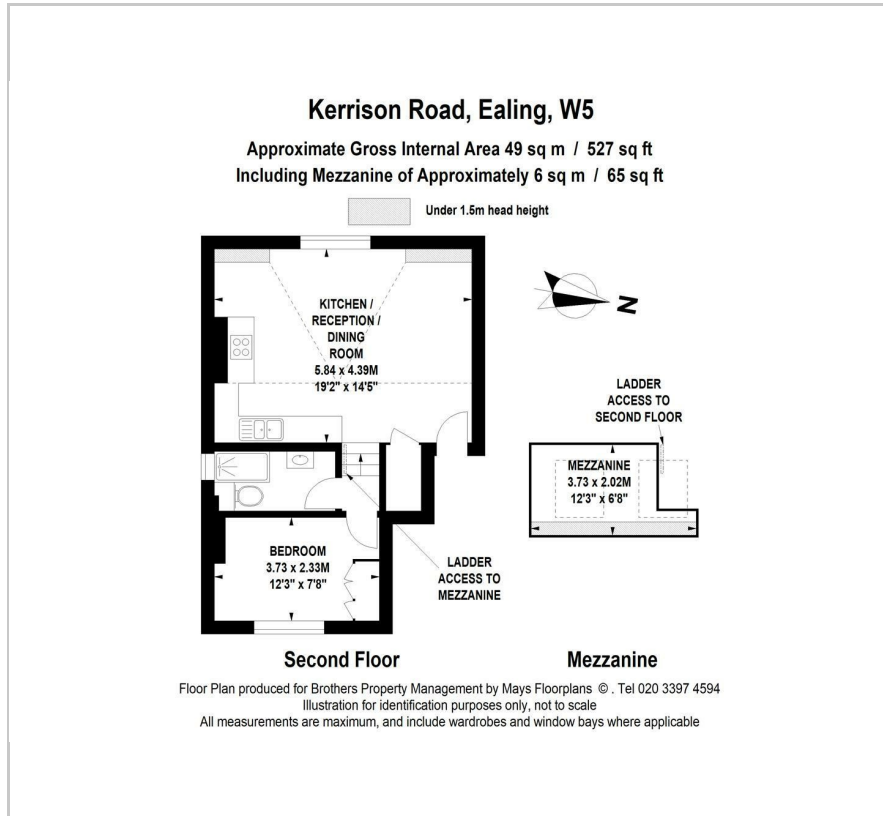 Kerrison Road, Ealing, W5
Approximate Gross Internal Area 49 sq m / 527 sq ft
Including Mezzanine of Approximately 6 sq m / 65 sq ft
Under 1.5m head height
KITCHEN /
RECEPTION /
DINING
ROOM
5.84 x 4.39M
19'2" x 14'5"
N
LADDER
ACCESS TO
SECOND FLOOR
MEZZANINE
3.73 x 2.02M
12'3" x 6'8"
BEDROOM
3.73 x 2.33M
12'3" x 7'8"
LADDER
ACCESS TO
MEZZANINE
Second Floor
Mezzanine
Floor Plan produced for Brothers Property Management by Mays Floorplans © . Tel 020 3397 4594
Illustration for identification purposes only, not to scale
All measurements are maximum, and include wardrobes and window bays where applicable